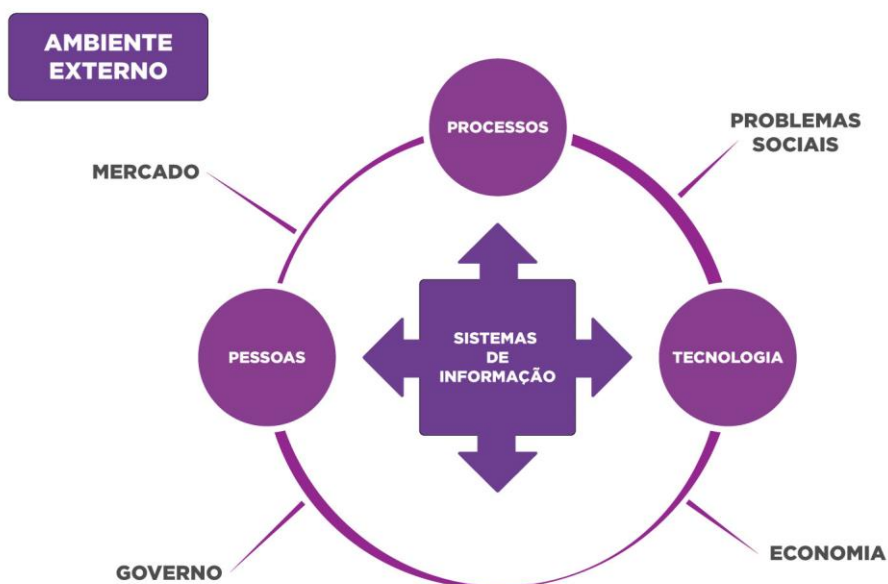 AMBIENTE
EXTERNO
PROCESSOS
PROBLEMAS
SOCIAIS
MERCADO
PESSOAS
SISTEMAS
DE
INFORMAÇÃO
TECNOLOGIA
GOVERNO
ECONOMIA